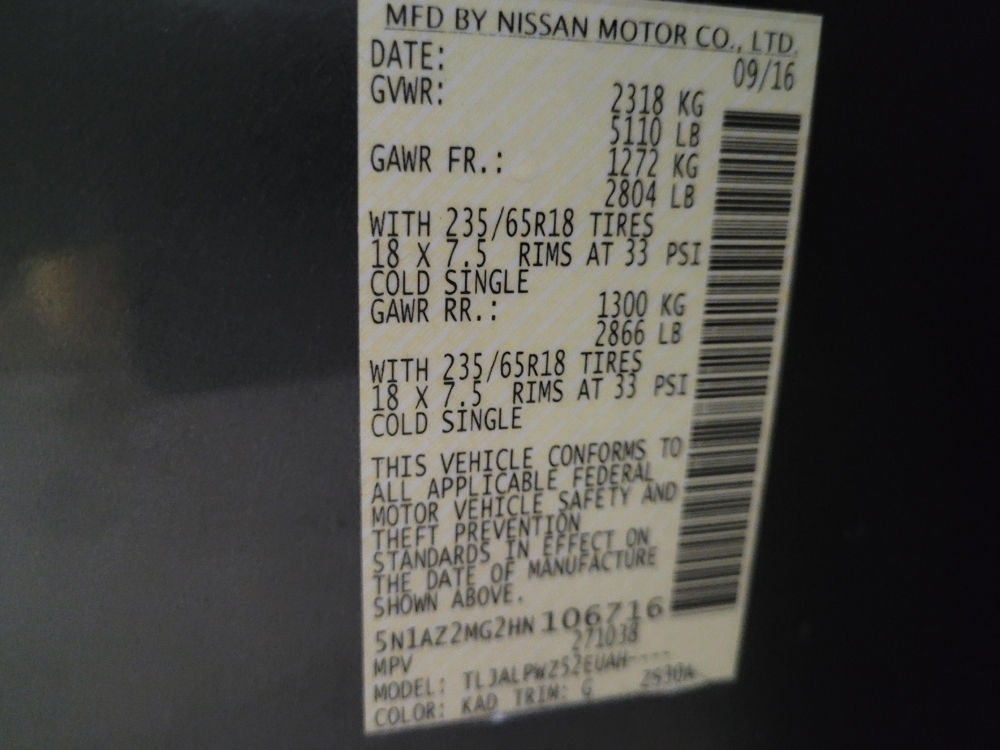 MFD BY NISSAN MOTOR CO., LTD.
DATE: 09/16
GVWR: 2318 KG
5110 LB
GAWR FR.: 1272 KG
2804 LB
WITH 235/65R18 TIRES
18 X 7.5 RIMS AT 33 PSI
COLD SINGLE
GAWR RR.: 1300 KG
2866 LB
WITH 235/65R18 TIRES
18 X 7.5 RIMS AT 33 PSI
COLD SINGLE
THIS VEHICLE CONFORMS TO
ALL APPLICABLE FEDERAL
MOTOR VEHICLE SAFETY AND
THEFT PREVENTION
STANDARDS IN EFFECT ON
THE DATE OF MANUFACTURE
SHOWN ABOVE.
5N1AZ2MG2HN 106716
MPV 271038
MODEL: TLJALPWZS2EUAH----
COLOR: KAD TRIM: G